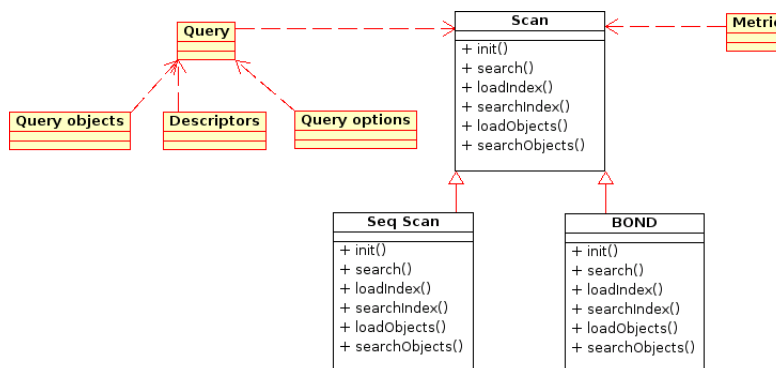 Scan
+ init()
+ search()
+ loadIndex()
+ searchIndex()
+ loadObjects()
+ searchObjects()
Query
Metric
Query objects
Descriptors
Query options
Seq Scan
+ init()
+ search()
+ loadIndex()
+ searchIndex()
+ loadObjects()
+ searchObjects()
BOND
+ init()
+ search()
+ loadIndex()
+ searchIndex()
+ loadObjects()
+ searchObjects()